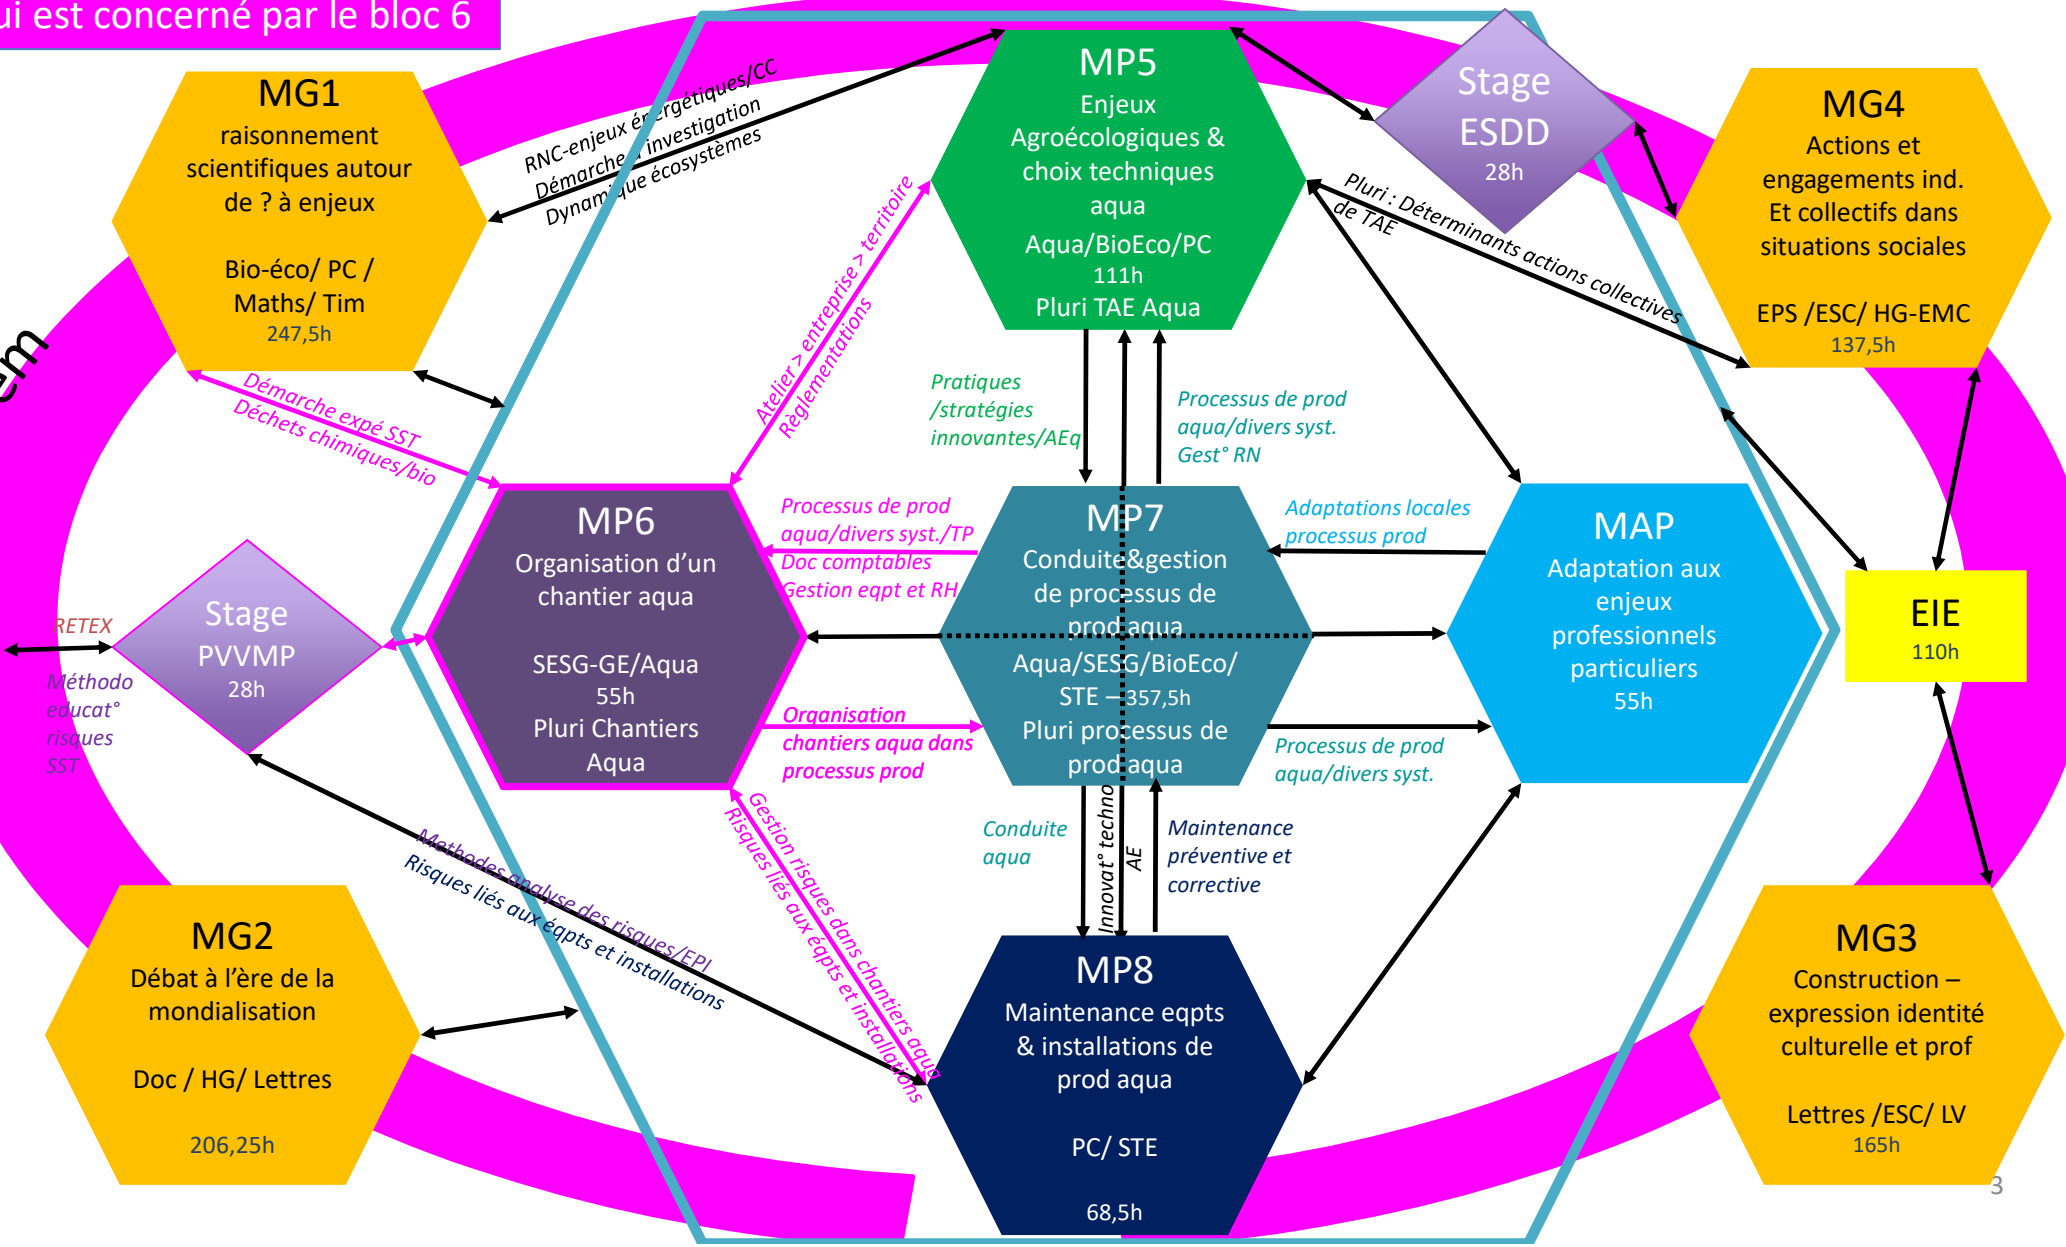 ui est concerné par le bloc 6
MG1
raisonnement
scientifiques autour
de ? à enjeux
Bio-éco/ PC /
Maths/ Tim
247,5h
RNC-enjeux énergétiques/CC
Démarche d'investigation
Dynamique écosystèmes
MP5
Enjeux
Agroécologiques &
choix techniques
aqua
Aqua/BioEco/PC
111h
Pluri TAE Aqua
Stage
ESDD
28h
MG4
Actions et
engagements ind.
Et collectifs dans
situations sociales
EPS /ESC/ HG-EMC
137,5h
Pluri : Déterminants actions collectives
de TAE
Atelier > entreprise > territoire
Règlementations
Démarche expé SST
Déchets chimiques/bio
Pratiques
/stratégies
innovantes/AEq
Processus de prod
aqua/divers syst.
Gest° RN
MP6
Organisation d'un
chantier aqua
SESG-GE/Aqua
55h
Pluri Chantiers
Aqua
Processus de prod
aqua/divers syst./TP
Doc comptables
Gestion eqpt et RH
MP7
Conduite&gestion
de processus de
prod aqua
Aqua/SESG/BioEco/
STE – 357,5h
Pluri processus de
prod aqua
Adaptations locales
processus prod
MAP
Adaptation aux
enjeux
professionnels
particuliers
55h
EIE
110h
RETEX
Stage
PVVMP
28h
Méthodo
educat°
risques
SST
Organisation
chantiers aqua dans
processus prod
Processus de prod
aqua/divers syst.
Methodes analyse des risques/EPI
Risques liés aux éqpts et installations
Gestion risques dans chantiers aqua
Risques liés aux éqpts et installations
Conduite
aqua
Innovat° techno
AE
Maintenance
préventive et
corrective
MG2
Débat à l'ère de la
mondialisation
Doc / HG/ Lettres
206,25h
MP8
Maintenance eqpts
& installations de
prod aqua
PC/ STE
68,5h
MG3
Construction –
expression identité
culturelle et prof
Lettres /ESC/ LV
165h
3